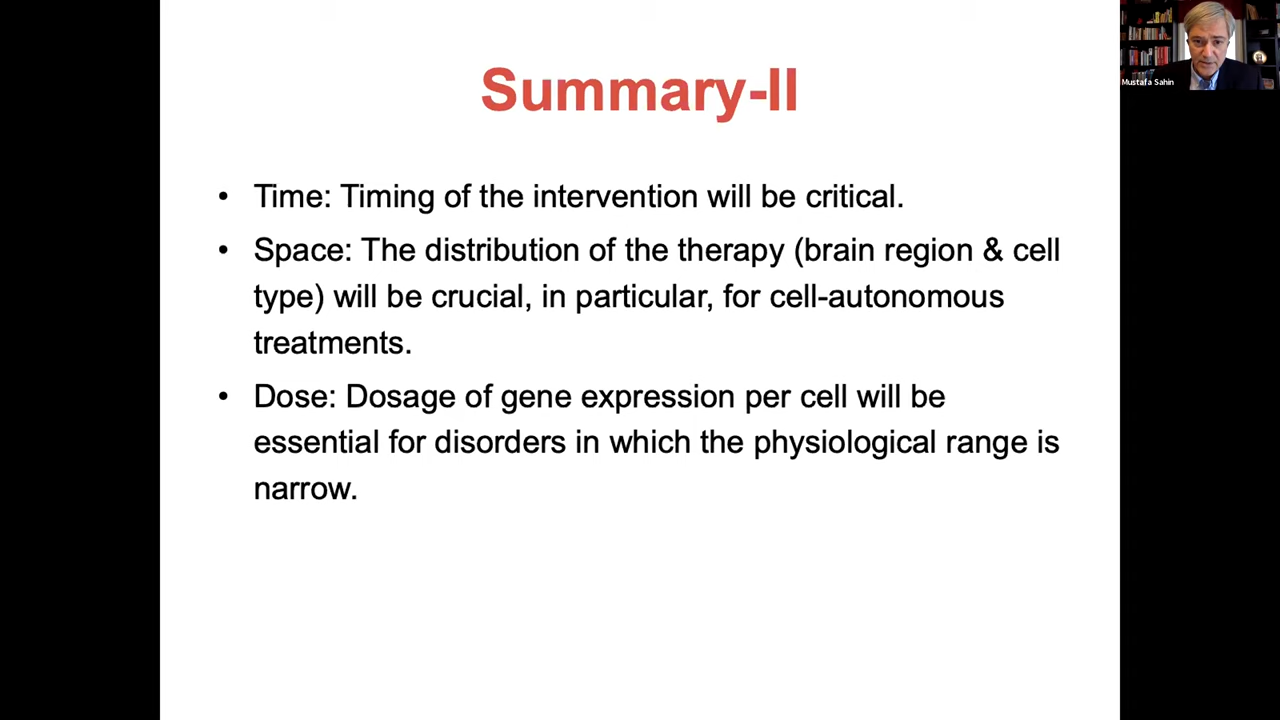 Summary-II
• Time: Timing of the intervention will be critical.
• Space: The distribution of the therapy (brain region & cell
type) will be crucial, in particular, for cell-autonomous
treatments.
• Dose: Dosage of gene expression per cell will be
essential for disorders in which the physiological range is
narrow.
Mustafa Sahin